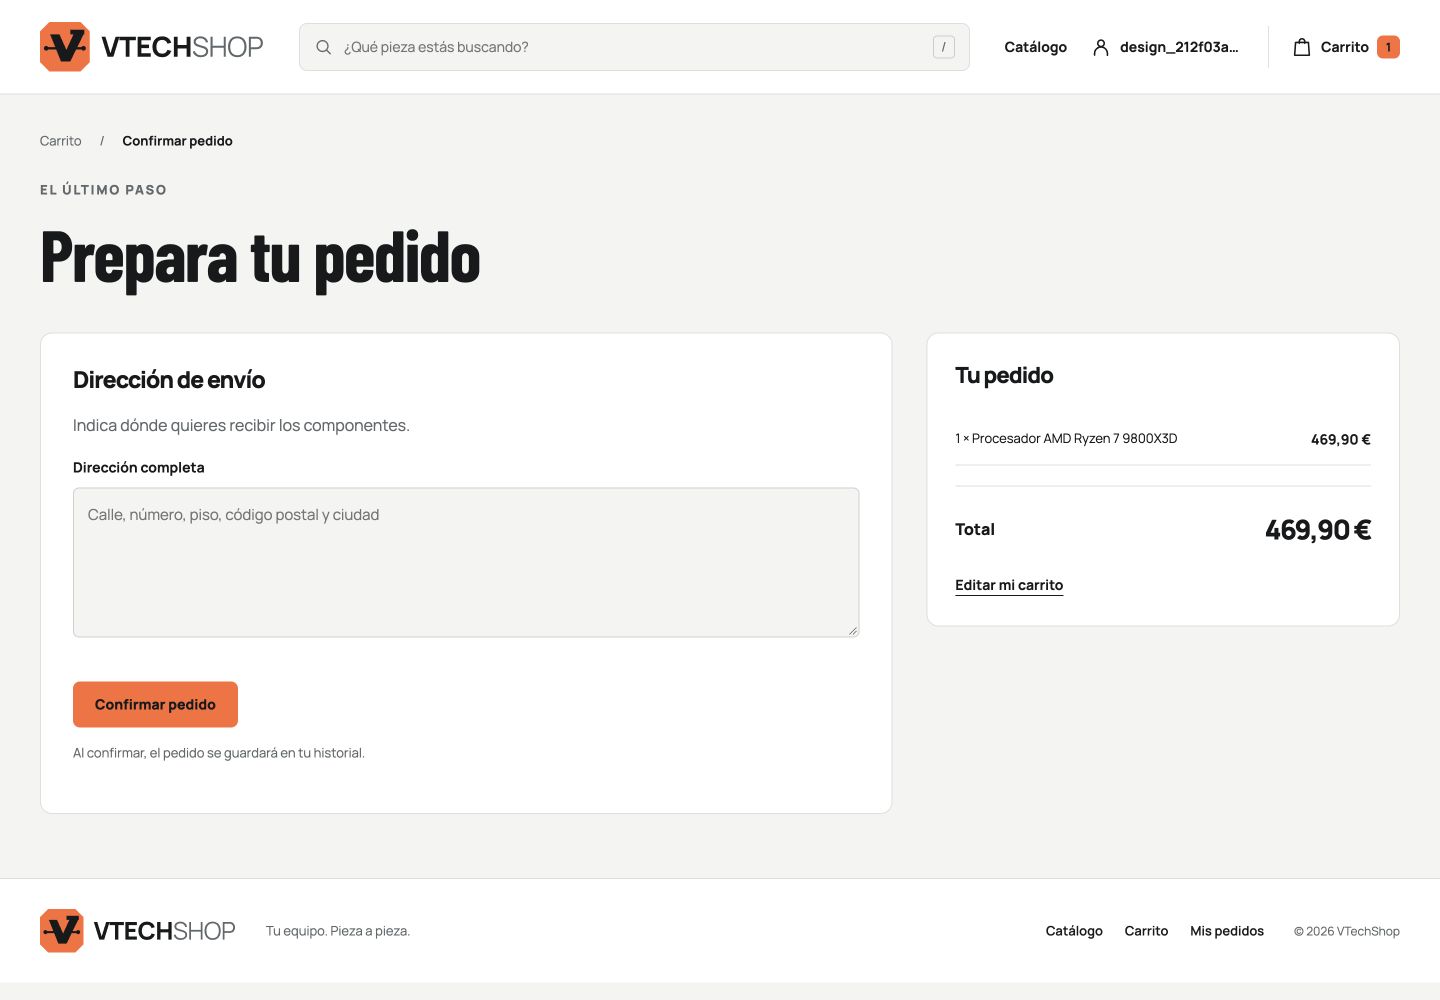 VTECHSHOP
¿Qué pieza estás buscando?
/
Catálogo
design_212f03a…
Carrito
1
Carrito / Confirmar pedido
EL ÚLTIMO PASO
Prepara tu pedido
Dirección de envío
Indica dónde quieres recibir los componentes.
Dirección completa
Calle, número, piso, código postal y ciudad
Confirmar pedido
Al confirmar, el pedido se guardará en tu historial.
Tu pedido
1 × Procesador AMD Ryzen 7 9800X3D 469,90 €
Total 469,90 €
Editar mi carrito
VTECHSHOP
Tu equipo. Pieza a pieza.
Catálogo
Carrito
Mis pedidos
© 2026 VTechShop